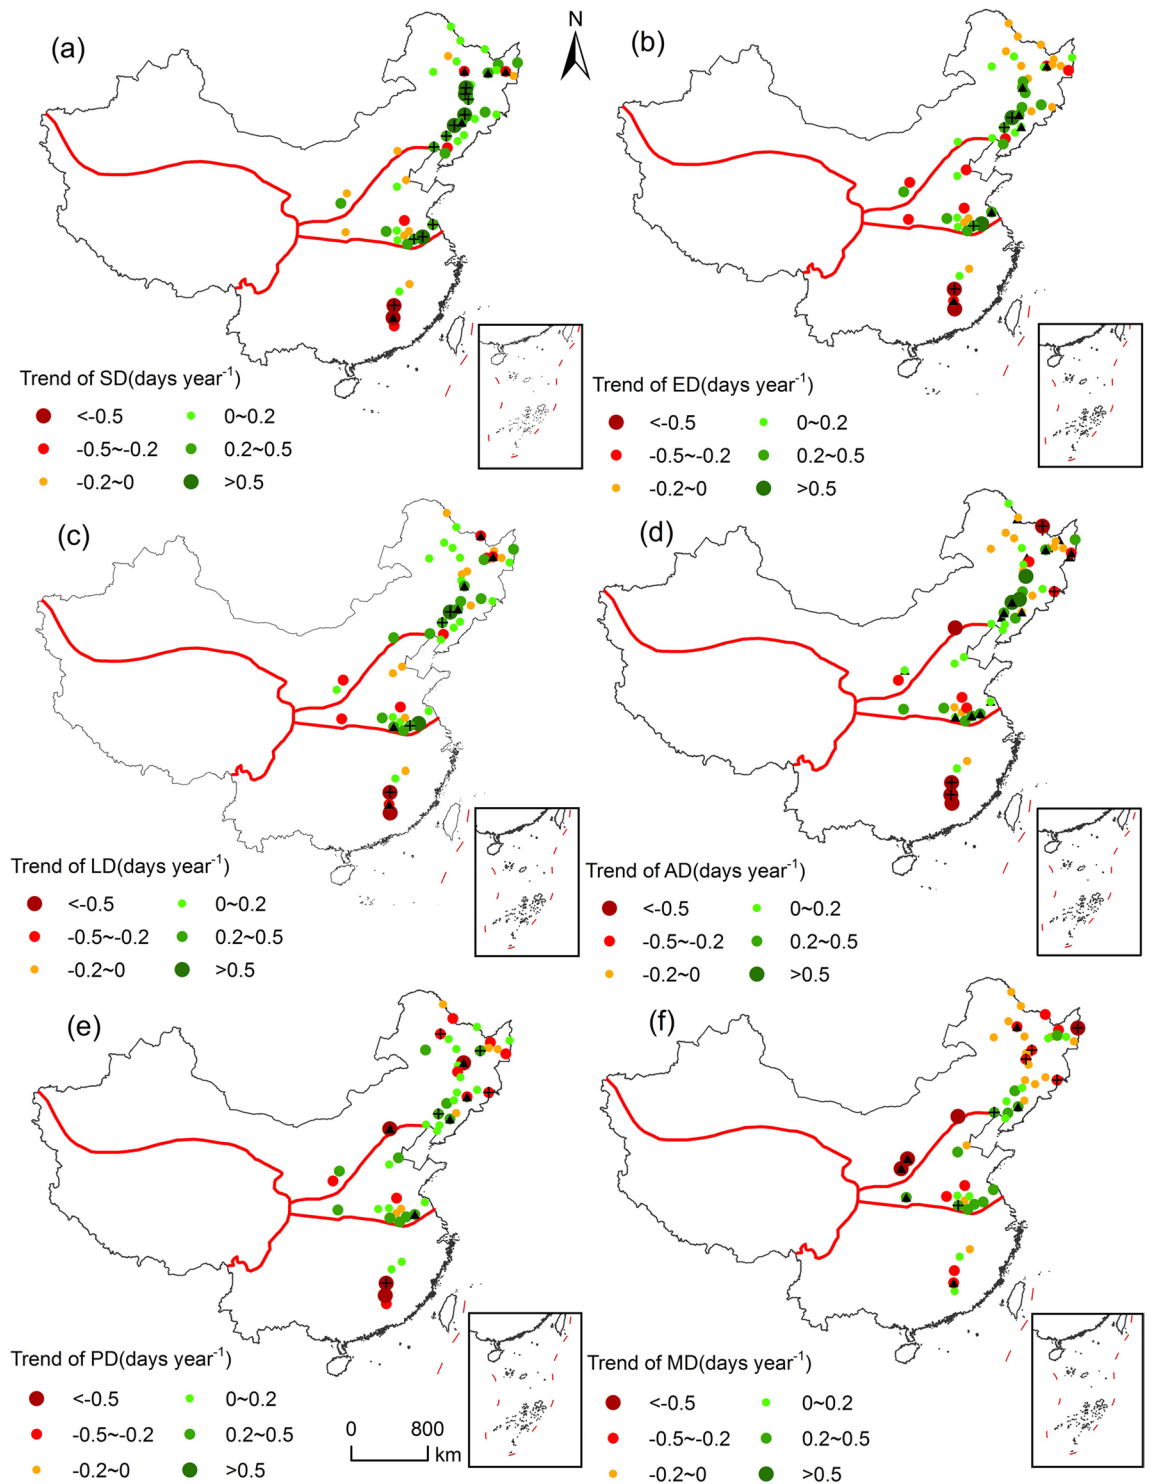 (a)
N
(b)
Trend of SD(days year-1)
<-0.5
0~0.2
-0.5~-0.2
0.2~0.5
-0.2~0
>0.5
Trend of ED(days year-1)
<-0.5
0~0.2
-0.5~-0.2
0.2~0.5
-0.2~0
>0.5
(c)
(d)
Trend of LD(days year-1)
<-0.5
0~0.2
-0.5~-0.2
0.2~0.5
-0.2~0
>0.5
Trend of AD(days year-1)
<-0.5
0~0.2
-0.5~-0.2
0.2~0.5
-0.2~0
>0.5
(e)
(f)
Trend of PD(days year-1)
<-0.5
0~0.2
-0.5~-0.2
0.2~0.5
-0.2~0
>0.5
0 800
km
Trend of MD(days year-1)
<-0.5
0~0.2
-0.5~-0.2
0.2~0.5
-0.2~0
>0.5